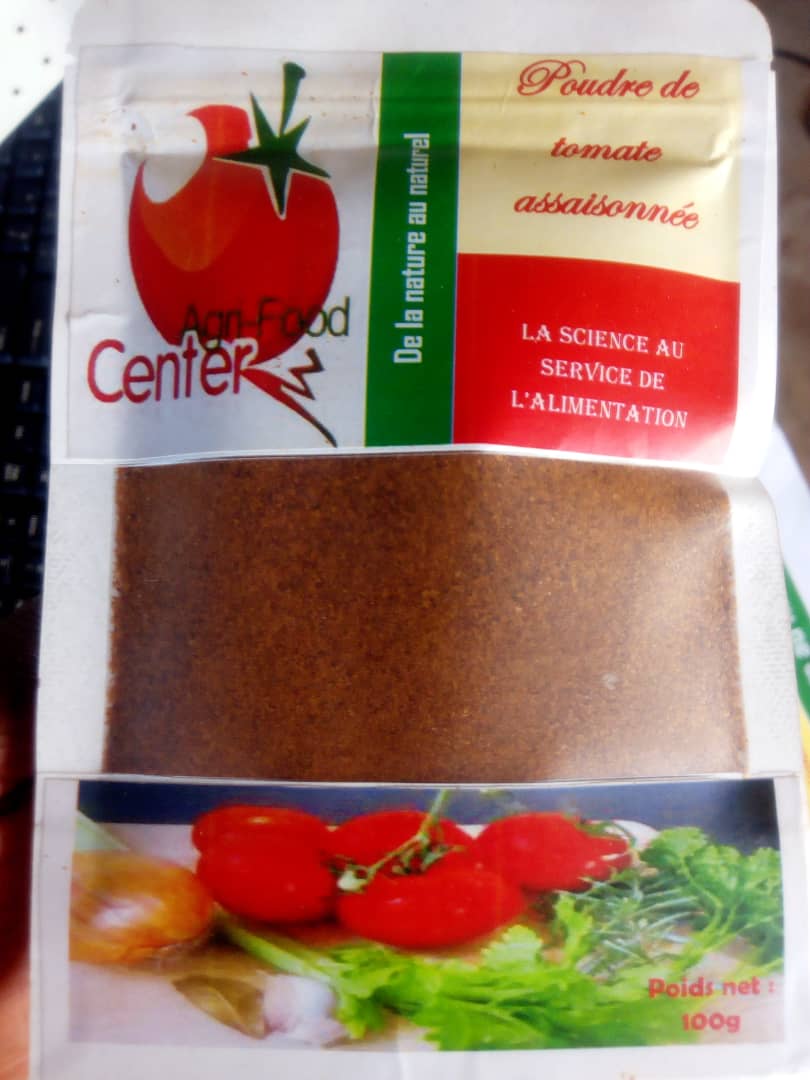 Agri-Food
Center
De la nature au naturel
Poudre de
tomate
assaisonnée
LA SCIENCE AU
SERVICE DE
L'ALIMENTATION
Poids net :
100g